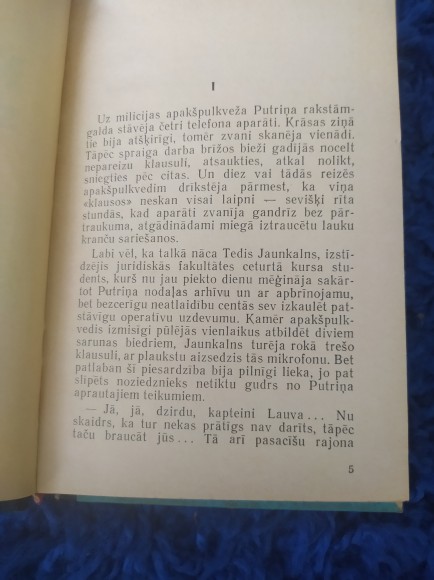 I
Uz milicijas apakšpulkveža Putriņa rakstām-
galda stāvēja četri telefona aparāti. Krāsas ziņā
tie bija atšķirīgi, tomēr zvani skanēja vienādi.
Tāpēc spraiga darba brīžos bieži gadījās nocelt
nepareizu klausuli, atsaukties, atkal nolikt,
sniegties pēc citas. Un diez vai tādās reizēs
apakšpulkvedim drīkstēja pārmest, ka viņa
«klausos» neskan visai laipni — sevišķi rīta
stundās, kad aparāti zvanīja gandrīz bez pār-
traukuma, atgādinādami miegā iztraucētu lauku
kranču sariešanos.
Labi vēl, ka talkā nāca Tedis Jaunkalns, izstī-
dzējis juridiskās fakultātes ceturtā kursa stu-
dents, kurš nu jau piekto dienu mēģināja sakār-
tot Putriņa nodaļas arhīvu un ar apbrīnojamu,
bet bezcerīgu neatlaidību centās sev izkaulēt pat-
stāvīgu operatīvu uzdevumu. Kamēr apakšpulk-
vedis izmisīgi pūlējās vienlaikus atbildēt diviem
sarunas biedriem, Jaunkalns turēja rokā trešo
klausuli, ar plaukstu aizsedzis tās mikrofonu. Bet
patlaban šī piesardzība bija pilnīgi lieka, jo pat
slīpēts noziedznieks netiktu gudrs no Putriņa
aprautajiem teikumiem.
— Jā, jā, dzirdu, kapteini Lauva... Nu
skaidrs, ka tur nekas prātīgs nav darīts, tāpēc
taču braucāt jūs... Tā arī pasacīšu rajona
5